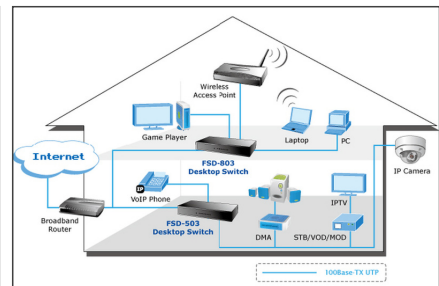 Wireless
Access Point
Game Player
Laptop
PC
FSD-803
Desktop Switch
Internet
IP Camera
IP
VoIP Phone
IPTV
Broadband
Router
FSD-503
Desktop Switch
DMA
STB/VOD/MOD
100Base-TX UTP